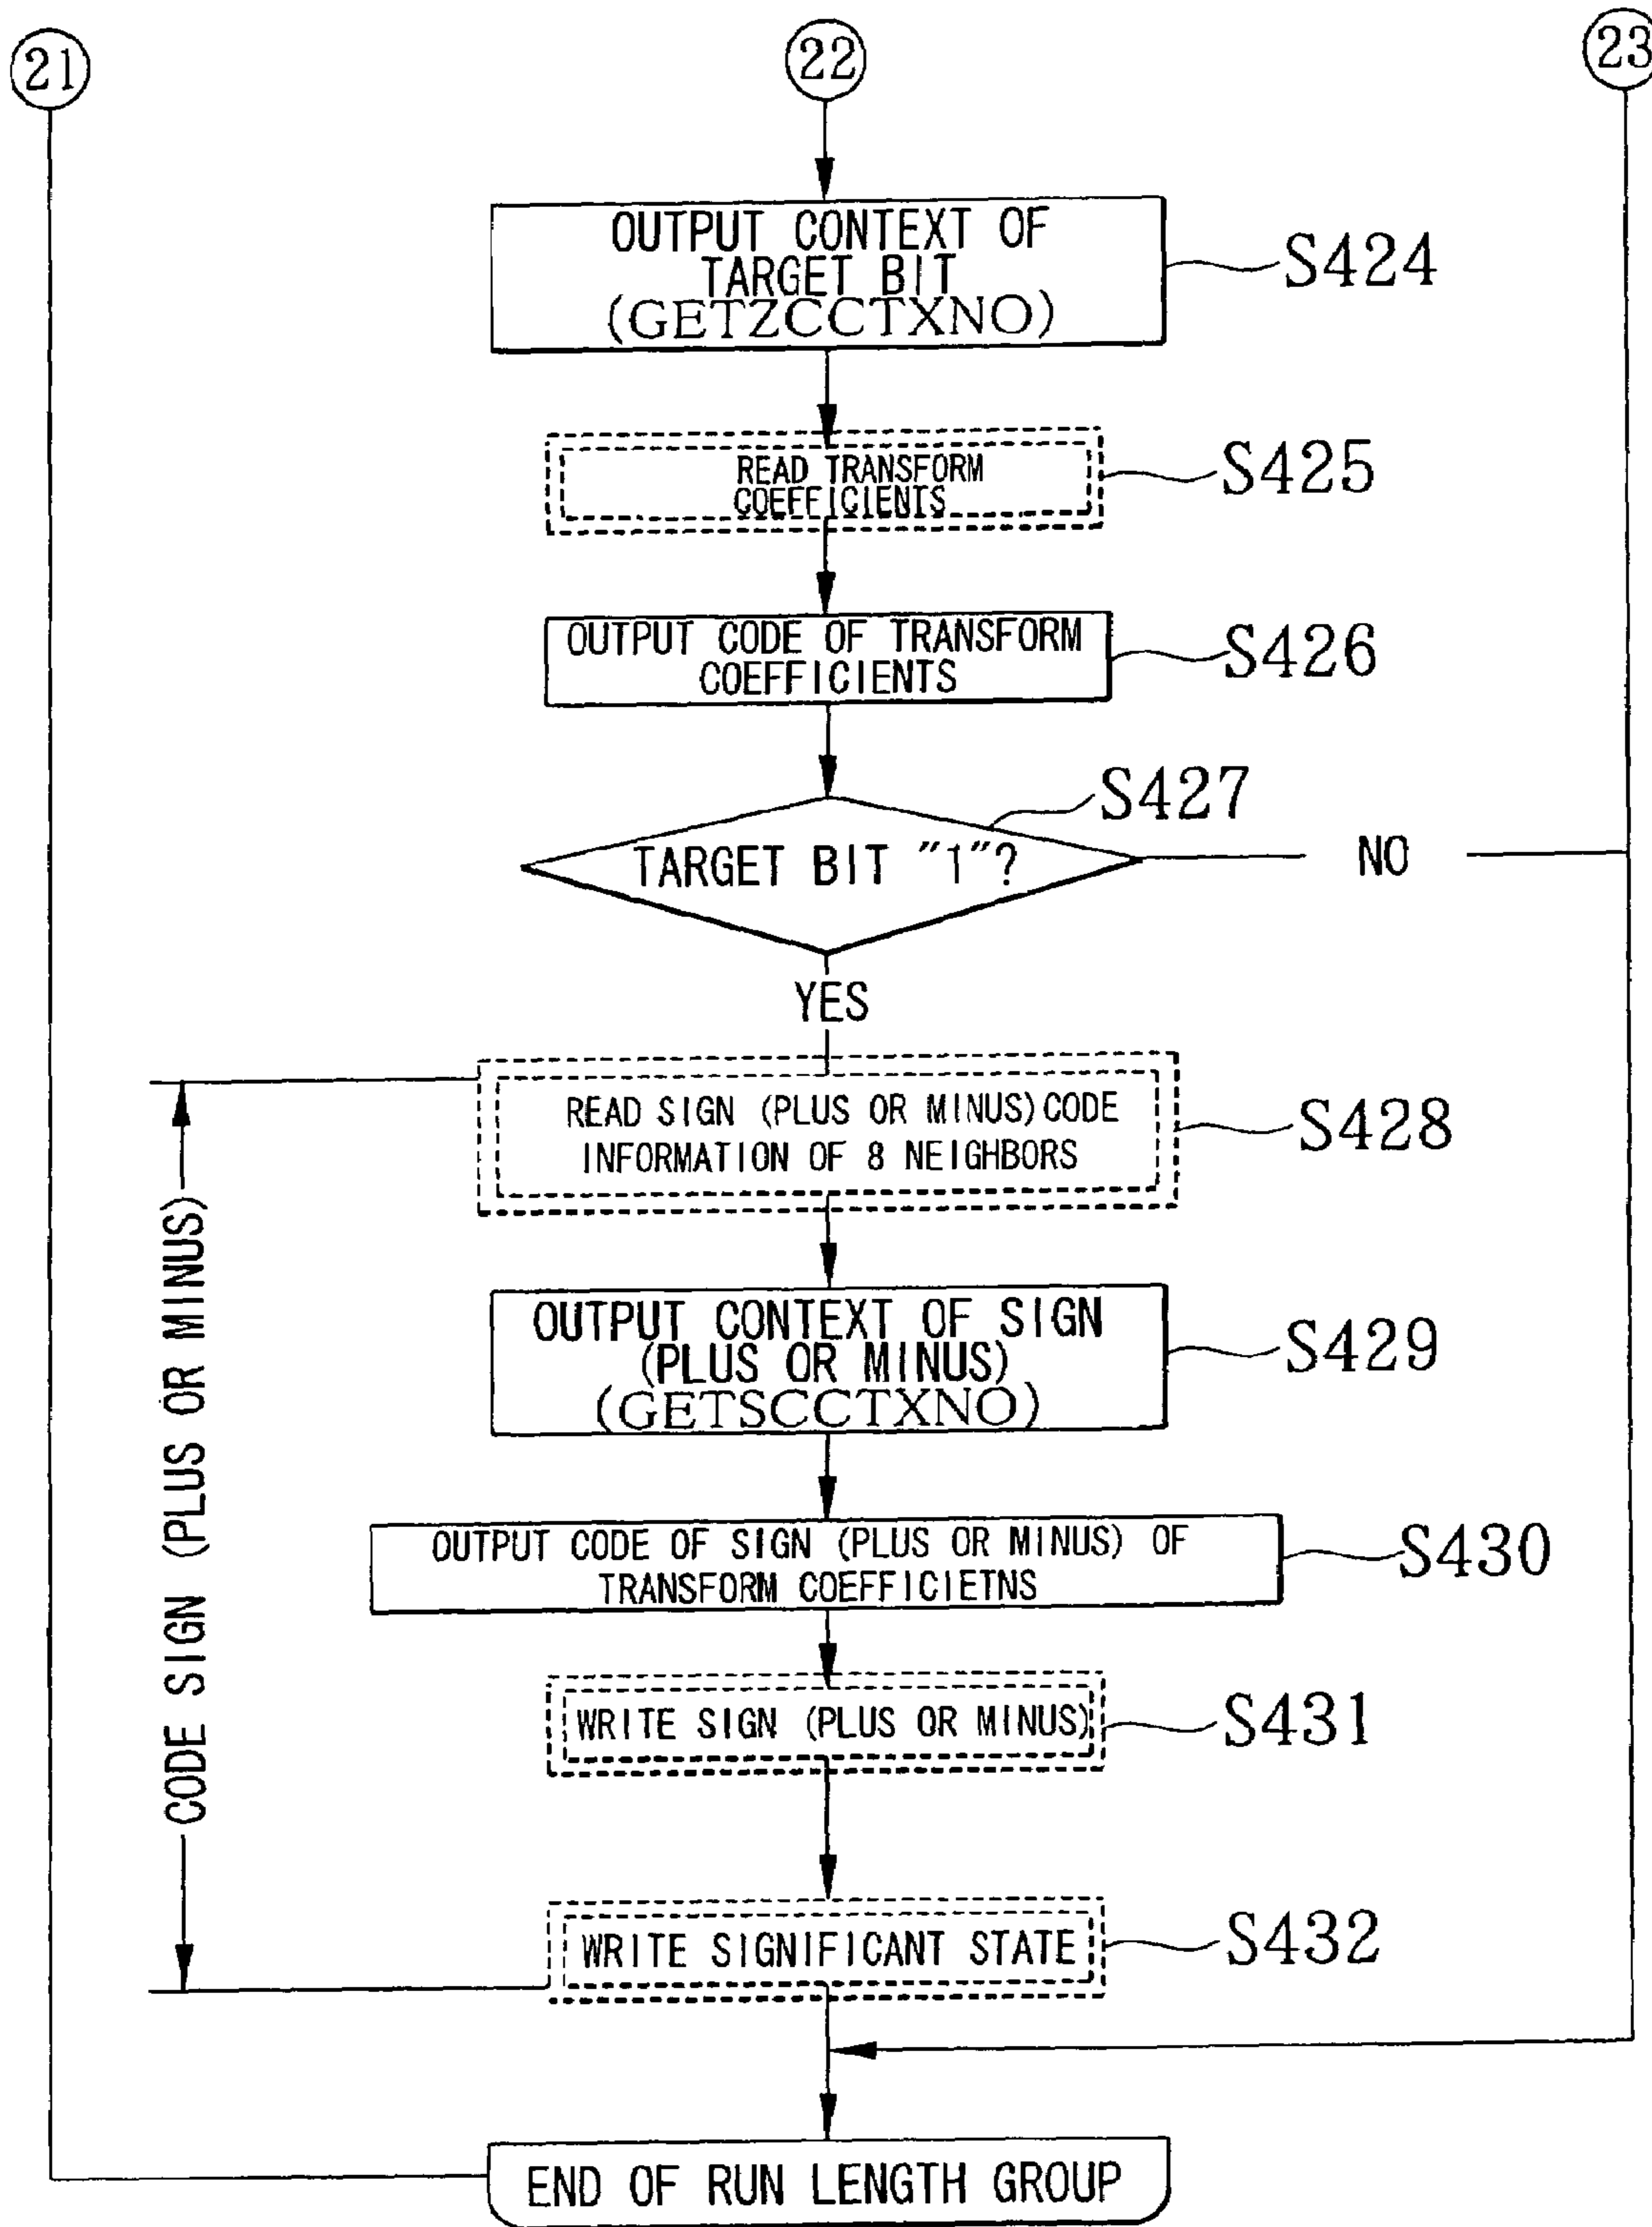 21
22
23
OUTPUT CONTEXT OF
TARGET BIT
(GETZCCTXNO)
S424
READ TRANSFORM
COEFFICIENTS
S425
OUTPUT CODE OF TRANSFORM
COEFFICIENTS
S426
S427
TARGET BIT "1"?
NO
YES
READ SIGN (PLUS OR MINUS) CODE
INFORMATION OF 8 NEIGHBORS
S428
CODE SIGN (PLUS OR MINUS)
OUTPUT CONTEXT OF SIGN
(PLUS OR MINUS)
(GETSCCTXNO)
S429
OUTPUT CODE OF SIGN (PLUS OR MINUS) OF
TRANSFORM COEFFICIETNS
S430
WRITE SIGN (PLUS OR MINUS)
S431
WRITE SIGNIFICANT STATE
S432
END OF RUN LENGTH GROUP